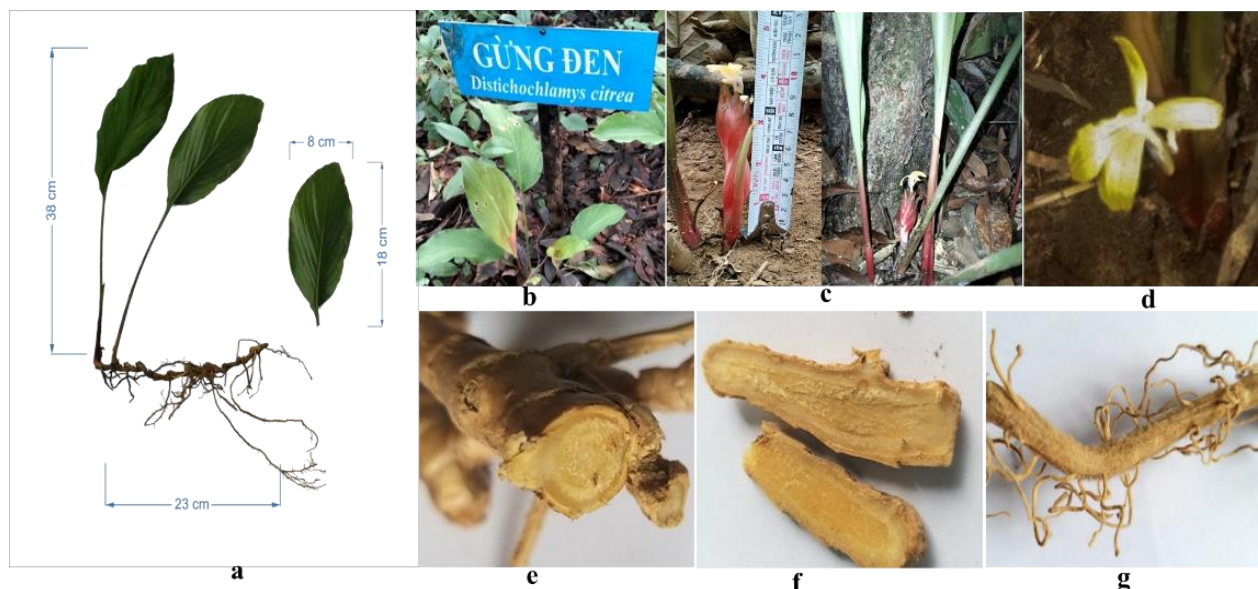 38 cm
8 cm
18 cm
23 cm
a
GỪNG ĐEN
Distichochlamys citrea
b
c
d
e
f
g